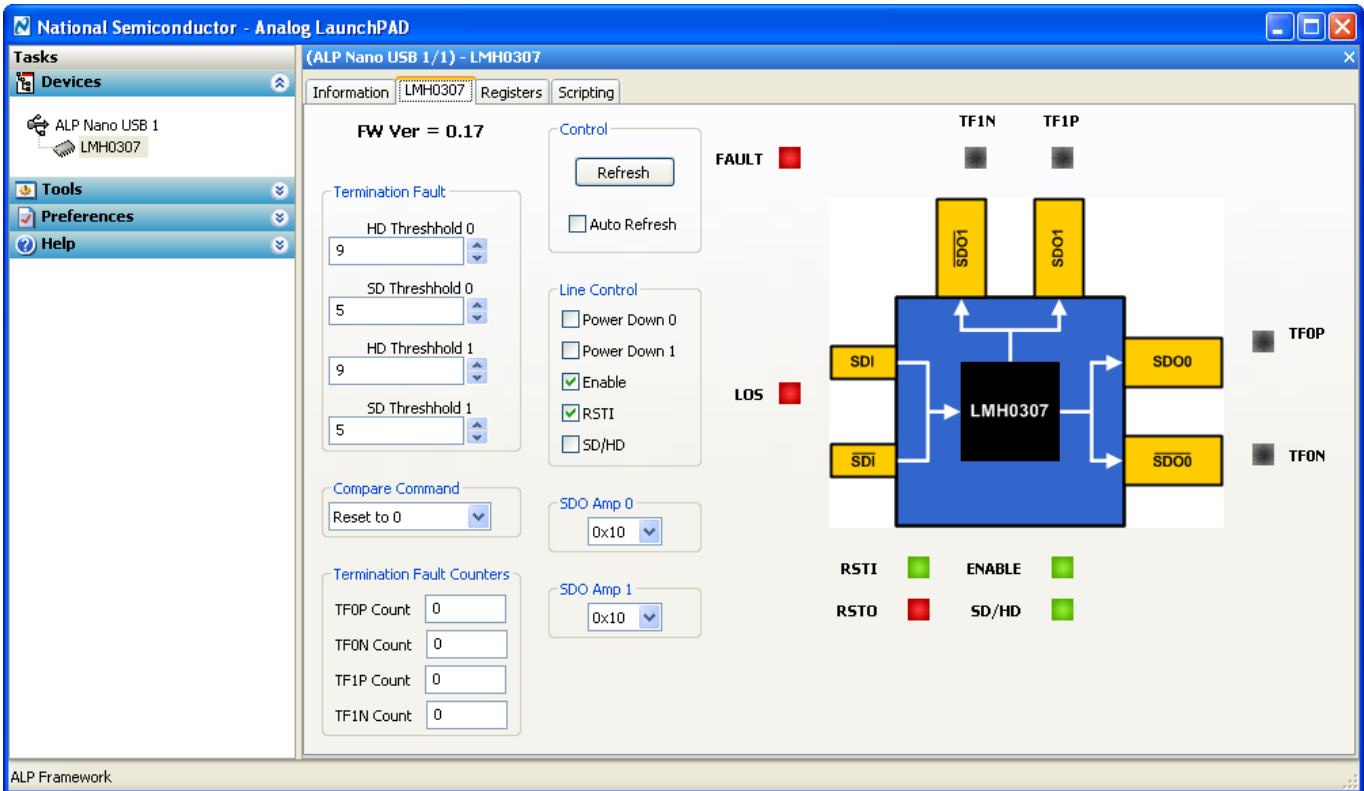 National Semiconductor - Analog LaunchPAD
Tasks
Devices
ALP Nano USB 1
LMH0307
Tools
Preferences
Help
(ALP Nano USB 1/1) - LMH0307
Information LMH0307 Registers Scripting
FW Ver = 0.17
Termination Fault
HD Threshhold 0
9
SD Threshhold 0
5
HD Threshhold 1
9
SD Threshhold 1
5
Compare Command
Reset to 0
Termination Fault Counters
TF0P Count 0
TF0N Count 0
TF1P Count 0
TF1N Count 0
Control
Refresh
Auto Refresh
Line Control
Power Down 0
Power Down 1
Enable
RSTI
SD/HD
SDO Amp 0
0x10
SDO Amp 1
0x10
FAULT
LOS
TF1N TF1P
SDO1 SDO1
SDI
SDI
LMH0307
SDO0
SDO0
TF0P
TF0N
RSTI ENABLE
RSTO SD/HD
ALP Framework